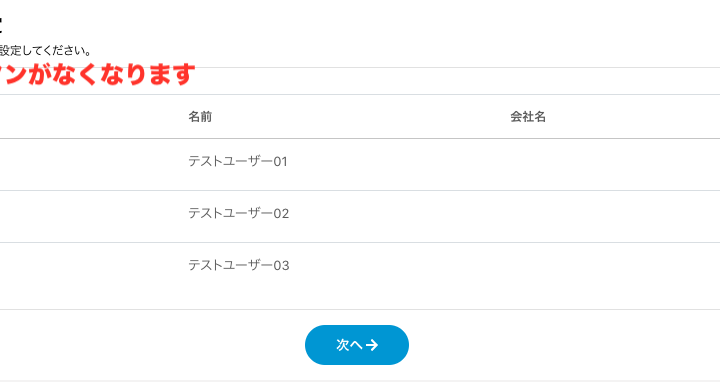 設定してください。
ンがなくなります
名前 会社名
テストユーザー01
テストユーザー02
テストユーザー03
次へ